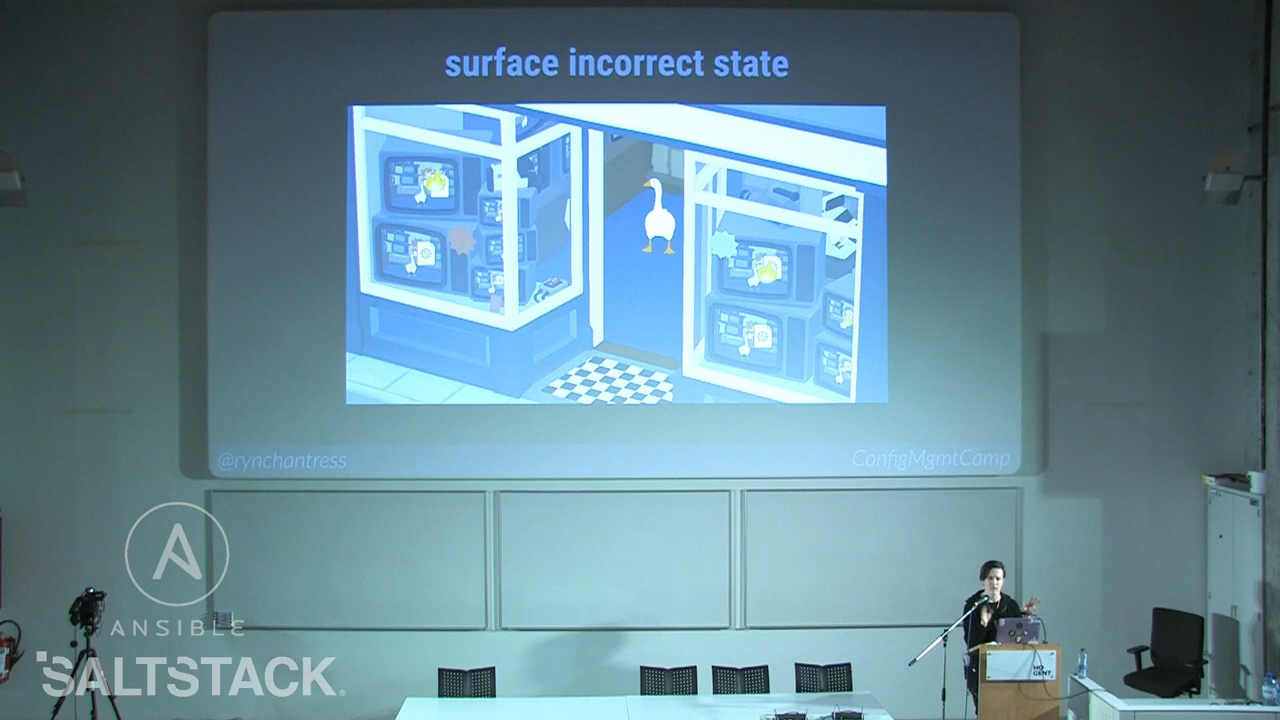 surface incorrect state
@rynchantress
ConfigMgmtCamp
ANSIBLE
SALTSTACK
HO
GENT